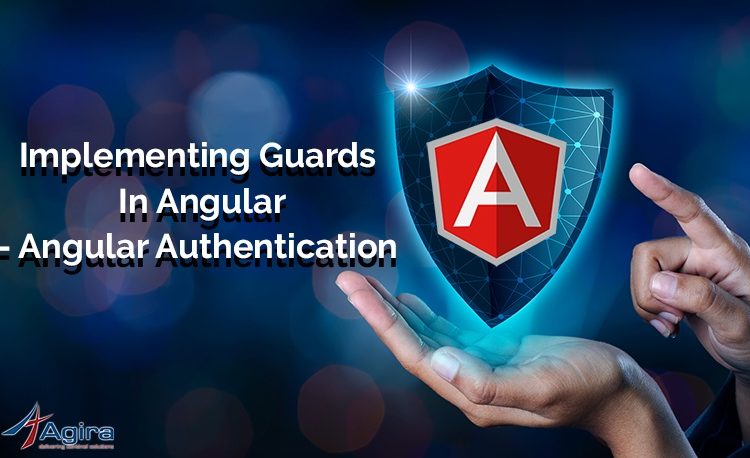 Implementing Guards
In Angular
- Angular Authentication
A
Agira